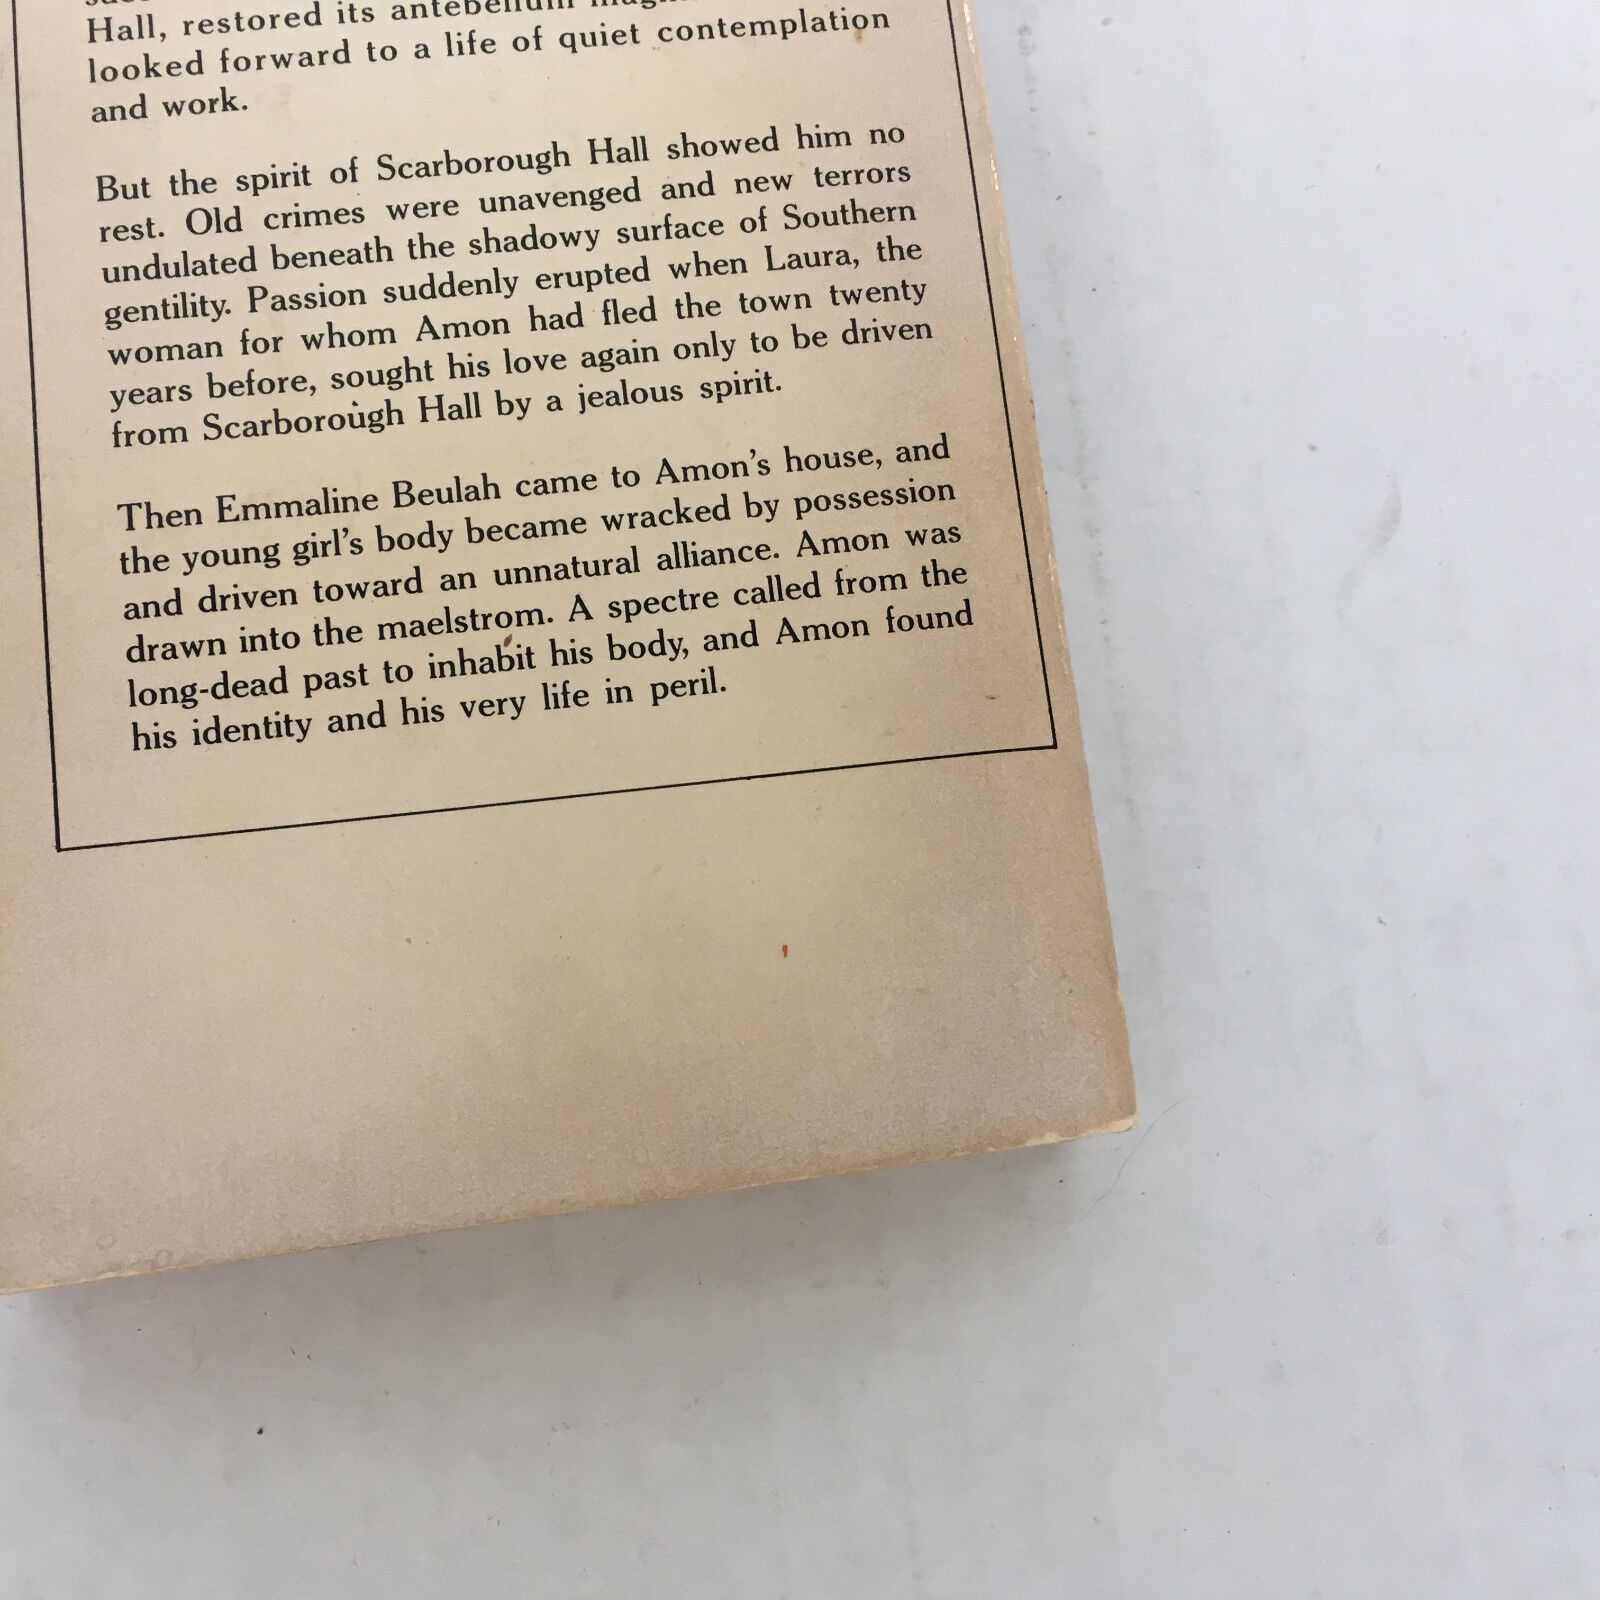 Hall, restored its antebellum
looked forward to a life of quiet contemplation
and work.
But the spirit of Scarborough Hall showed him no
rest. Old crimes were unavenged and new terrors
undulated beneath the shadowy surface of Southern
gentility. Passion suddenly erupted when Laura, the
woman for whom Amon had fled the town twenty
years before, sought his love again only to be driven
from Scarborough Hall by a jealous spirit.
Then Emmaline Beulah came to Amon's house, and
the young girl's body became wracked by possession
and driven toward an unnatural alliance. Amon was
drawn into the maelstrom. A spectre called from the
long-dead past to inhabit his body, and Amon found
his identity and his very life in peril.